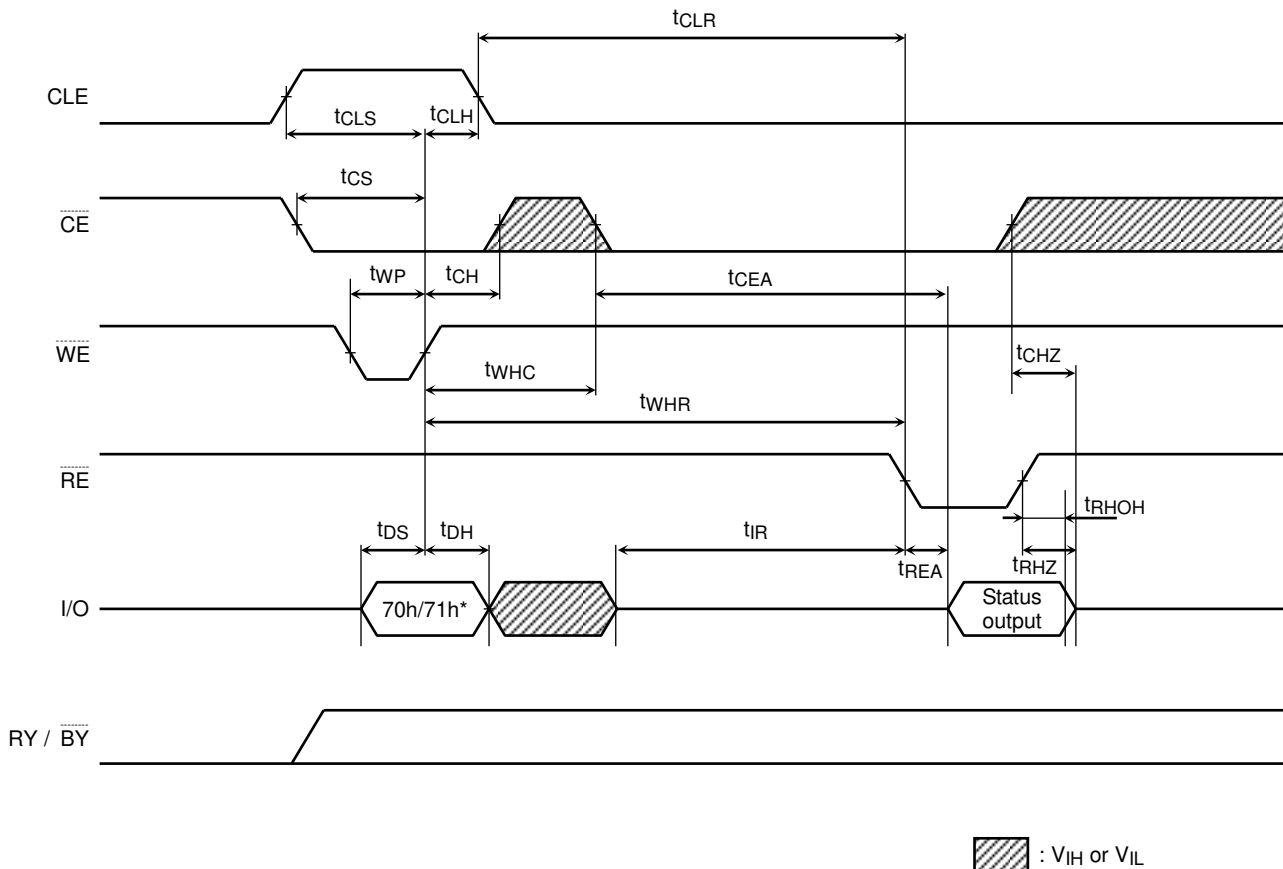 tCLR
CLE
tCLS
tCLH
tCS
CE
tWP
tCH
tCEA
WE
tCHZ
tWHC
tWHR
RE
tRHOH
tDS
tDH
tIR
tREA
tRHZ
I/O
70h/71h*
Status
output
RY / BY
: VIH or VIL